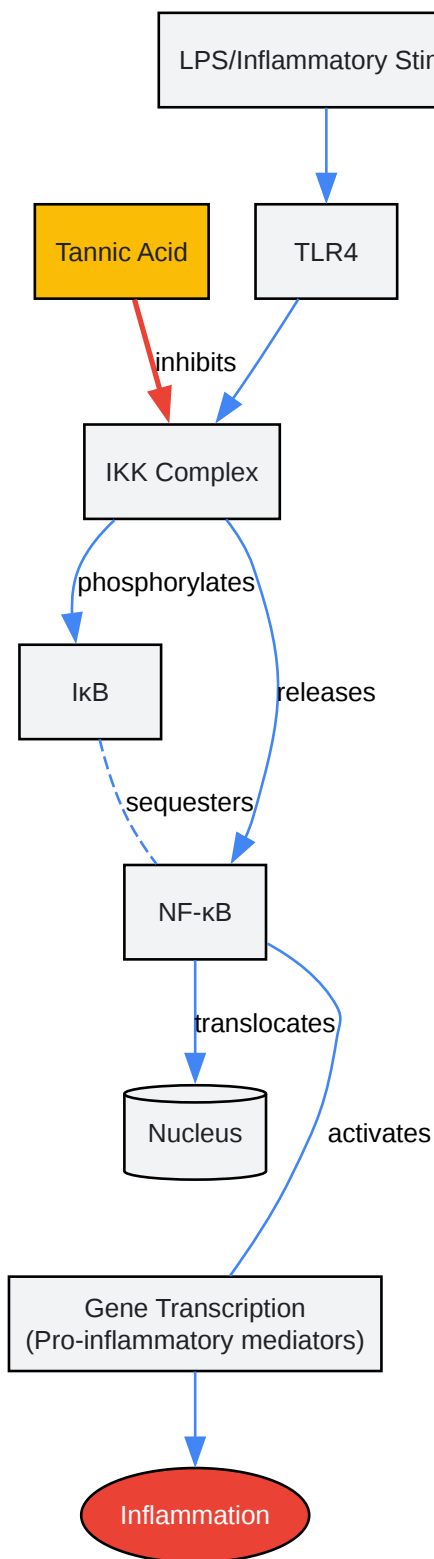 LPS/Inflammatory Stim
Tannic Acid
TLR4
inhibits
IKK Complex
phosphorylates
IκB
releases
sequesters
NF-κB
translocates
Nucleus
activates
Gene Transcription
(Pro-inflammatory mediators)
Inflammation